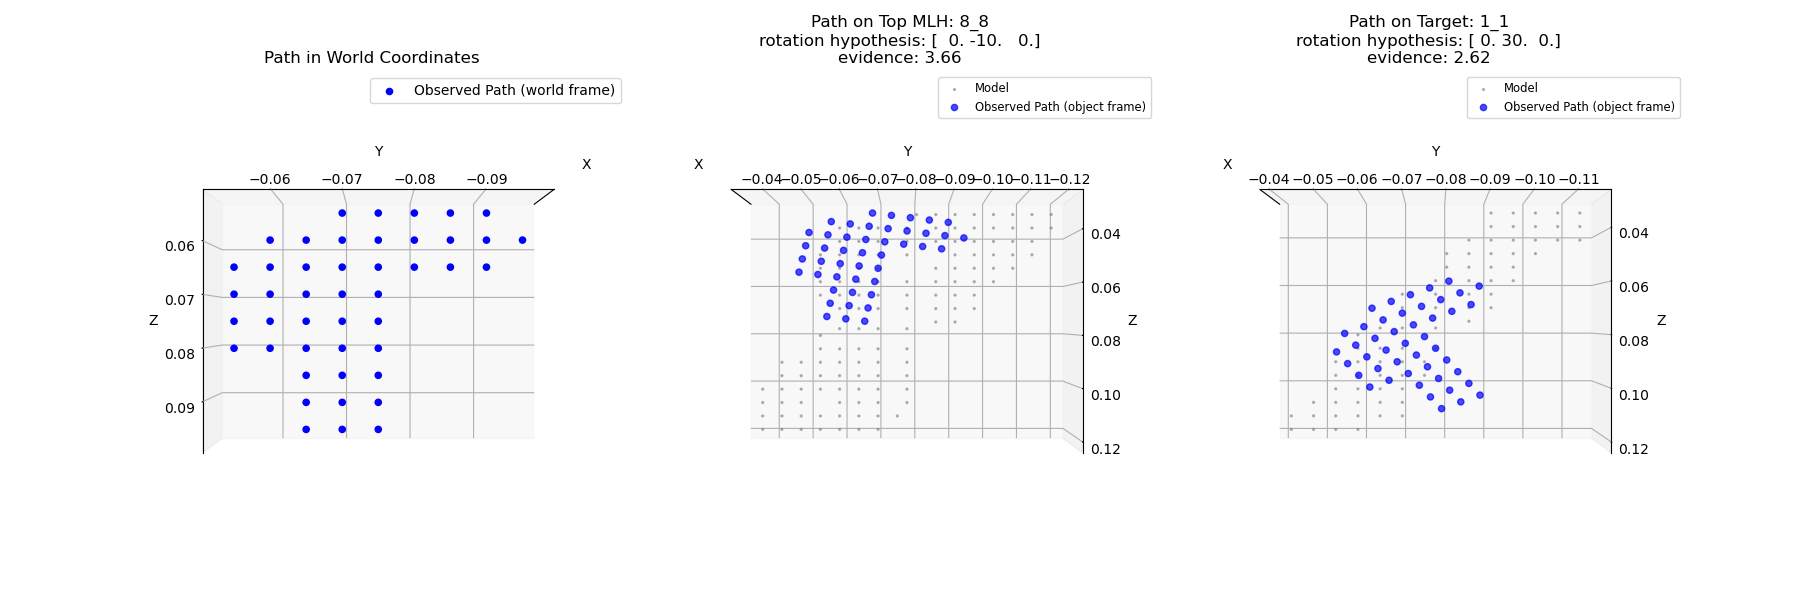 Path in World Coordinates
Observed Path (world frame)
Y
X
−0.06 −0.07 −0.08 −0.09
0.06
0.07
Z
0.08
0.09
Path on Top MLH: 8_8
rotation hypothesis: [  0. -10.   0.]
evidence: 3.66
Model
Observed Path (object frame)
Y
X
−0.04 −0.05 −0.06 −0.07 −0.08 −0.09 −0.10 −0.11 −0.12
0.04
0.06
Z
0.08
0.10
0.12
Path on Target: 1_1
rotation hypothesis: [ 0. 30.  0.]
evidence: 2.62
Model
Observed Path (object frame)
Y
X
−0.04 −0.05 −0.06 −0.07 −0.08 −0.09 −0.10 −0.11
0.04
0.06
Z
0.08
0.10
0.12